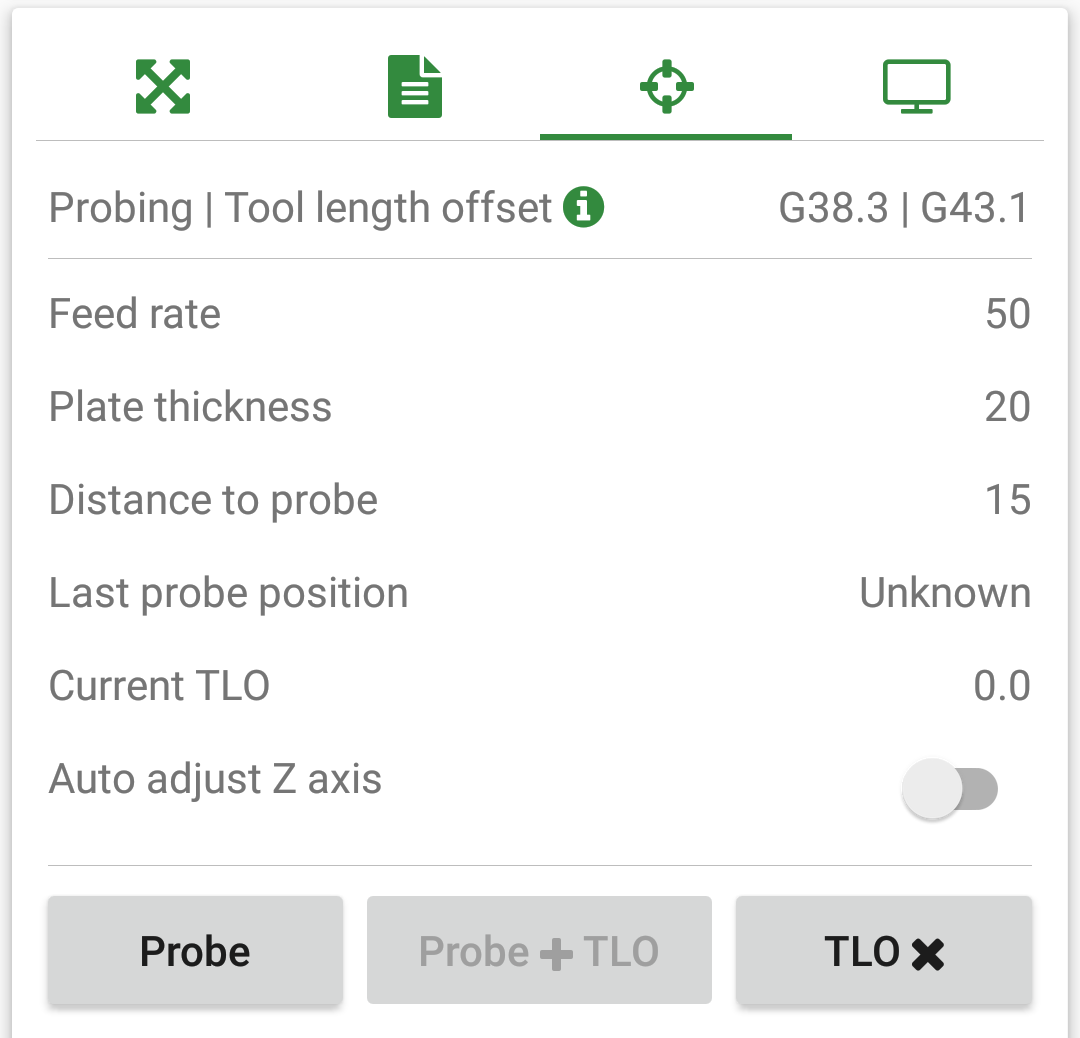 Probing | Tool length offset G38.3 | G43.1
Feed rate 50
Plate thickness 20
Distance to probe 15
Last probe position Unknown
Current TLO 0.0
Auto adjust Z axis
Probe Probe + TLO TLO ✖